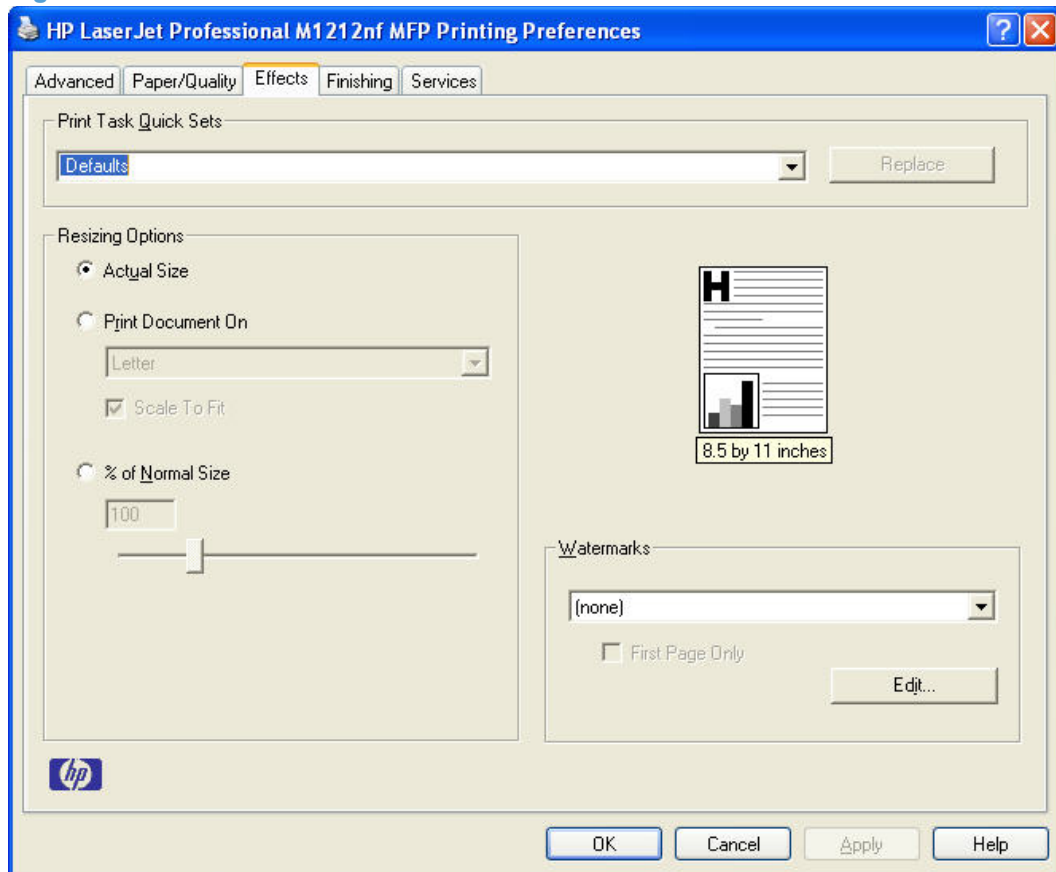 HP LaserJet Professional M1212nf MFP Printing Preferences
Advanced Paper/Quality Effects Finishing Services
Print Task Quick Sets
Defaults Replace
Resizing Options
Actual Size
Print Document On
Letter
Scale To Fit
% of Normal Size
100
H
8.5 by 11 inches
Watermarks
(none)
First Page Only
Edit...
hp
OK Cancel Apply Help